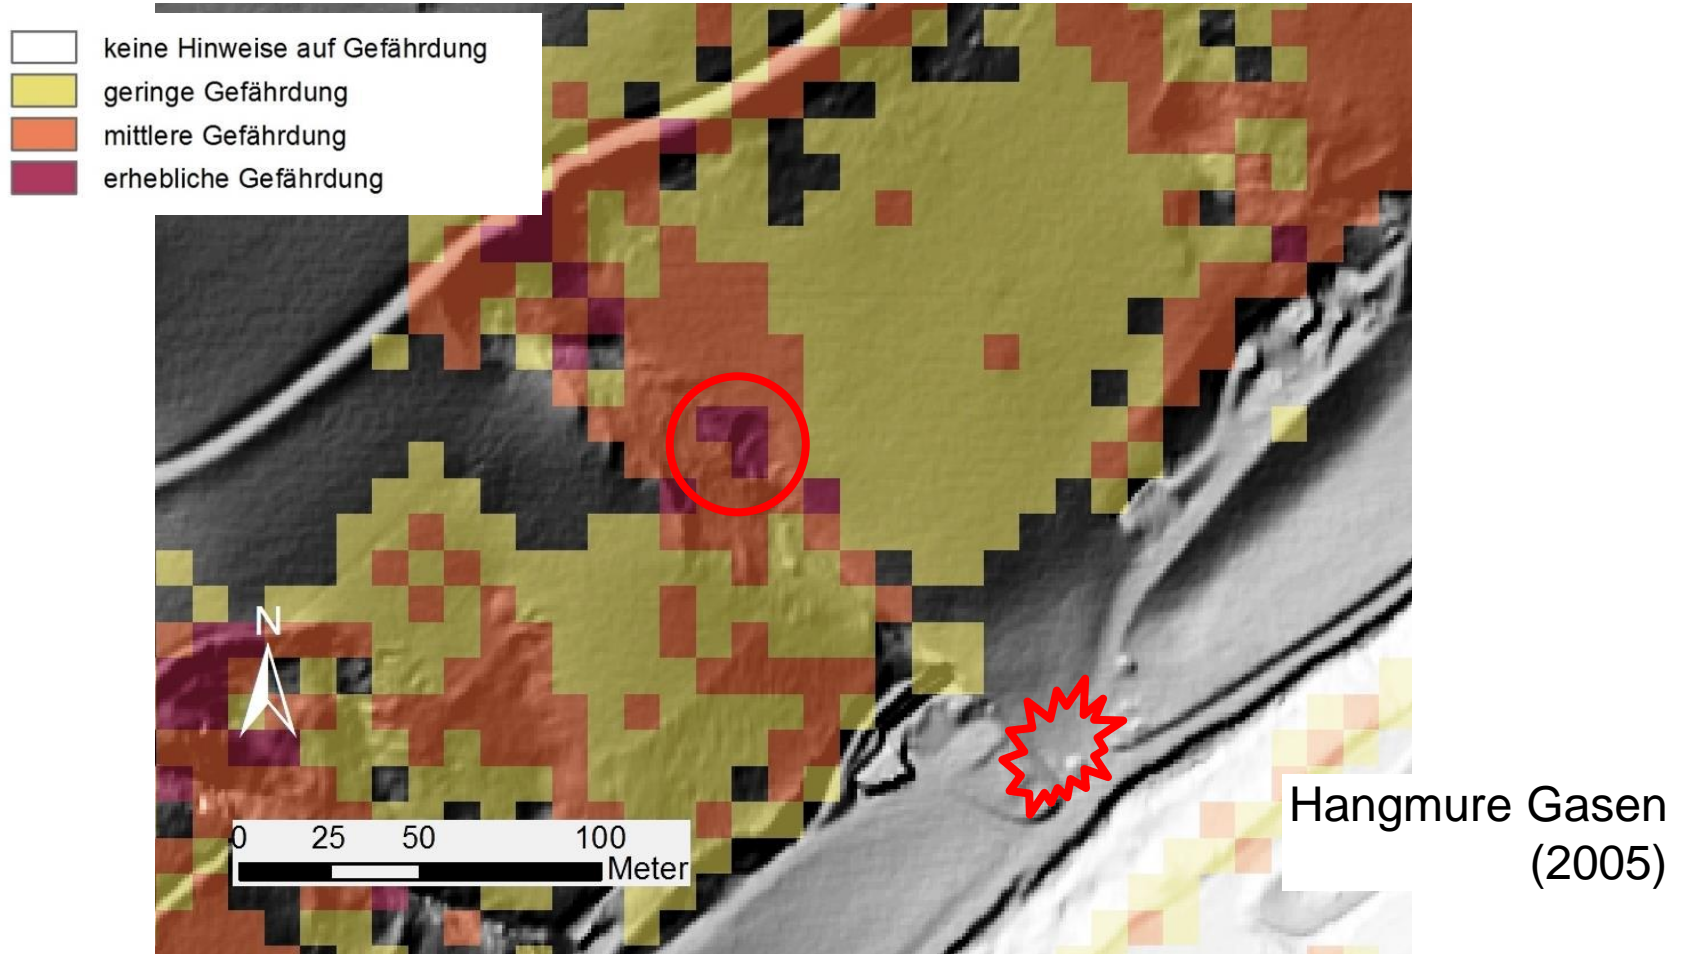 keine Hinweise auf Gefährdung
geringe Gefährdung
mittlere Gefährdung
erhebliche Gefährdung
N
0 25 50 100
Meter
Hangmure Gasen
(2005)